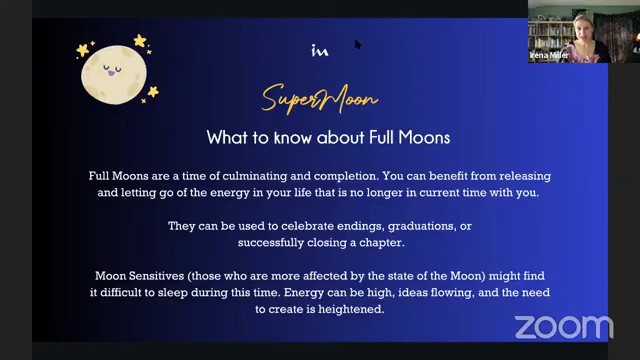 Irena Miller
im
SuperMoon
What to know about Full Moons
Full Moons are a time of culminating and completion. You can benefit from releasing
and letting go of the energy in your life that is no longer in current time with you.
They can be used to celebrate endings, graduations, or
successfully closing a chapter.
Moon Sensitives (those who are more affected by the state of the Moon) might find
it difficult to sleep during this time. Energy can be high, ideas flowing, and the need
to create is heightened.
zoom